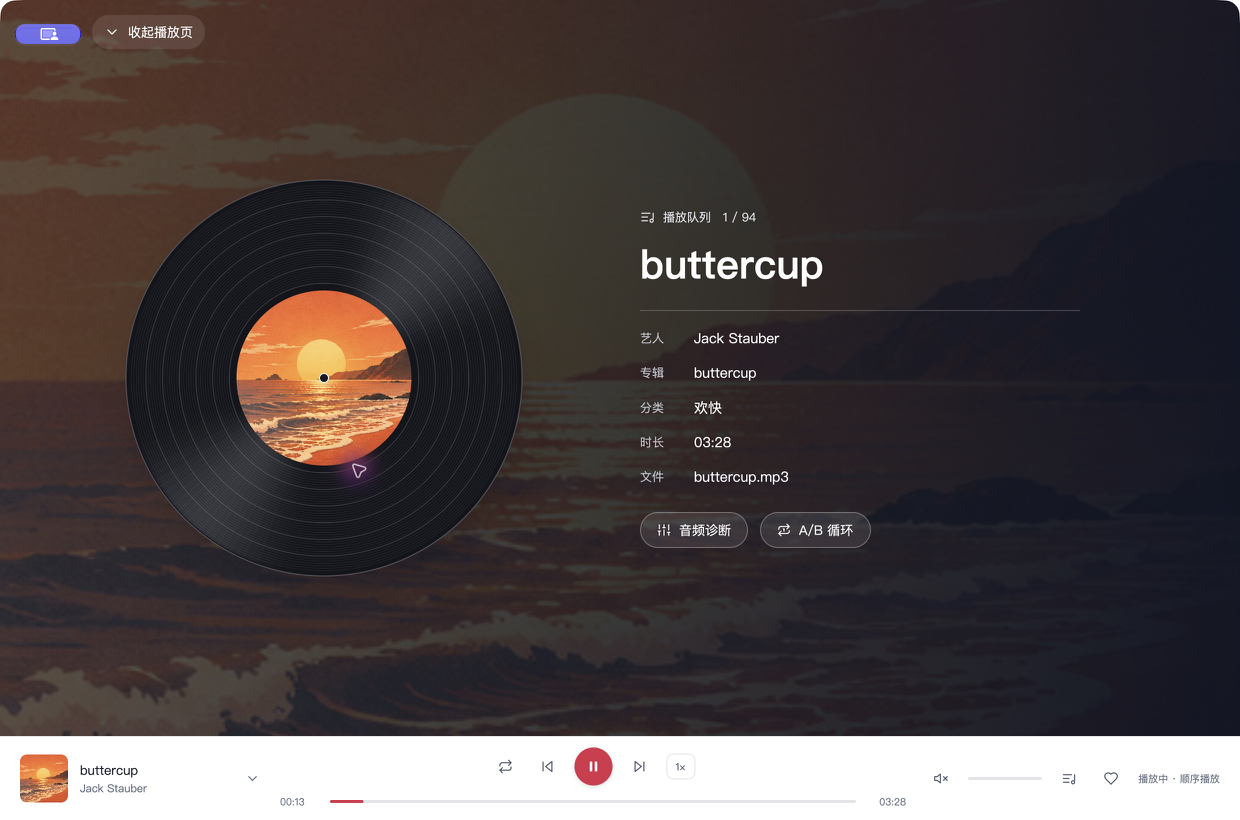 收起播放页
播放队列 1 / 94
buttercup
艺人 Jack Stauber
专辑 buttercup
分类 欢快
时长 03:28
文件 buttercup.mp3
音频诊断 A/B 循环
buttercup
Jack Stauber
1x
00:13
03:28
播放中 · 顺序播放